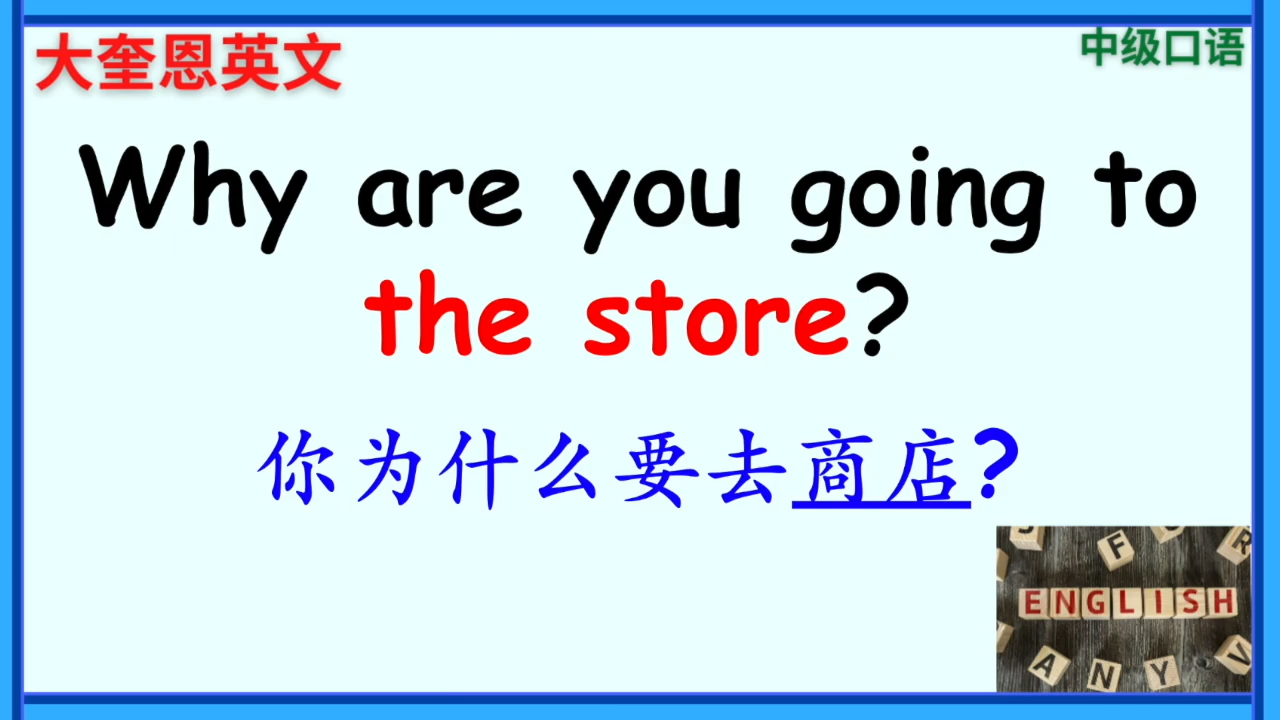 大奎恩英文
中级口语
Why are you going to
the store?
你为什么要去商店?
F
R
ENGLISH
A N Y V